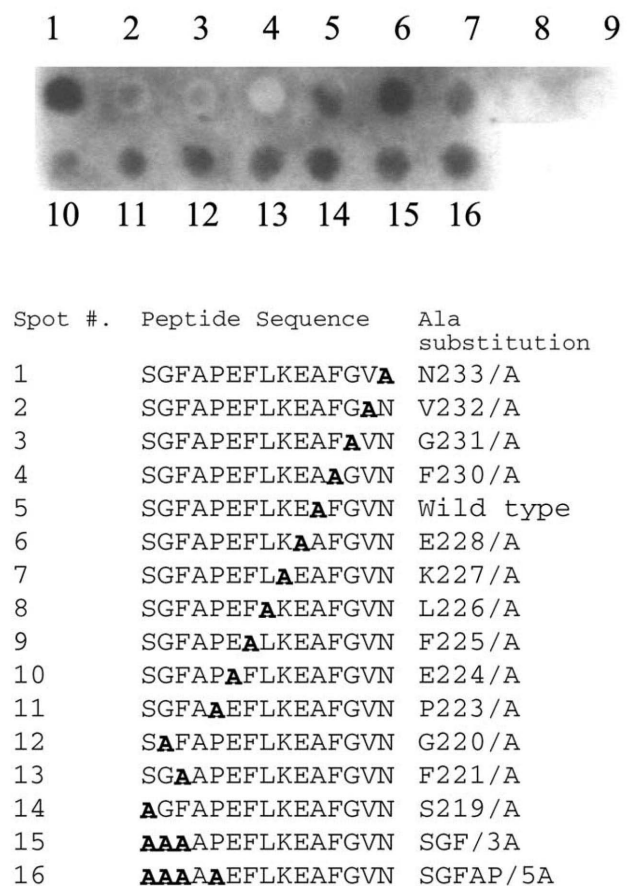 1 2 3 4 5 6 7 8 9
10 11 12 13 14 15 16
Spot #. Peptide Sequence Ala
substitution
1 SGFAPEFLKEAFGVA N233/A
2 SGFAPEFLKEAFGAN V232/A
3 SGFAPEFLKEAFAVN G231/A
4 SGFAPEFLKEAAGVN F230/A
5 SGFAPEFLKEAFGVN Wild type
6 SGFAPEFLKAAFGVN E228/A
7 SGFAPEFLAEAFGVN K227/A
8 SGFAPEFAKEAFGVN L226/A
9 SGFAPEALKEAFGVN F225/A
10 SGFAPAFLKEAFGVN E224/A
11 SGFAAEFLKEAFGVN P223/A
12 SAFAPEFLKEAFGVN G220/A
13 SGAAPEFLKEAFGVN F221/A
14 AGFAPEFLKEAFGVN S219/A
15 AAAAPEFLKEAFGVN SGF/3A
16 AAAAAEFLKEAFGVN SGFAP/5A